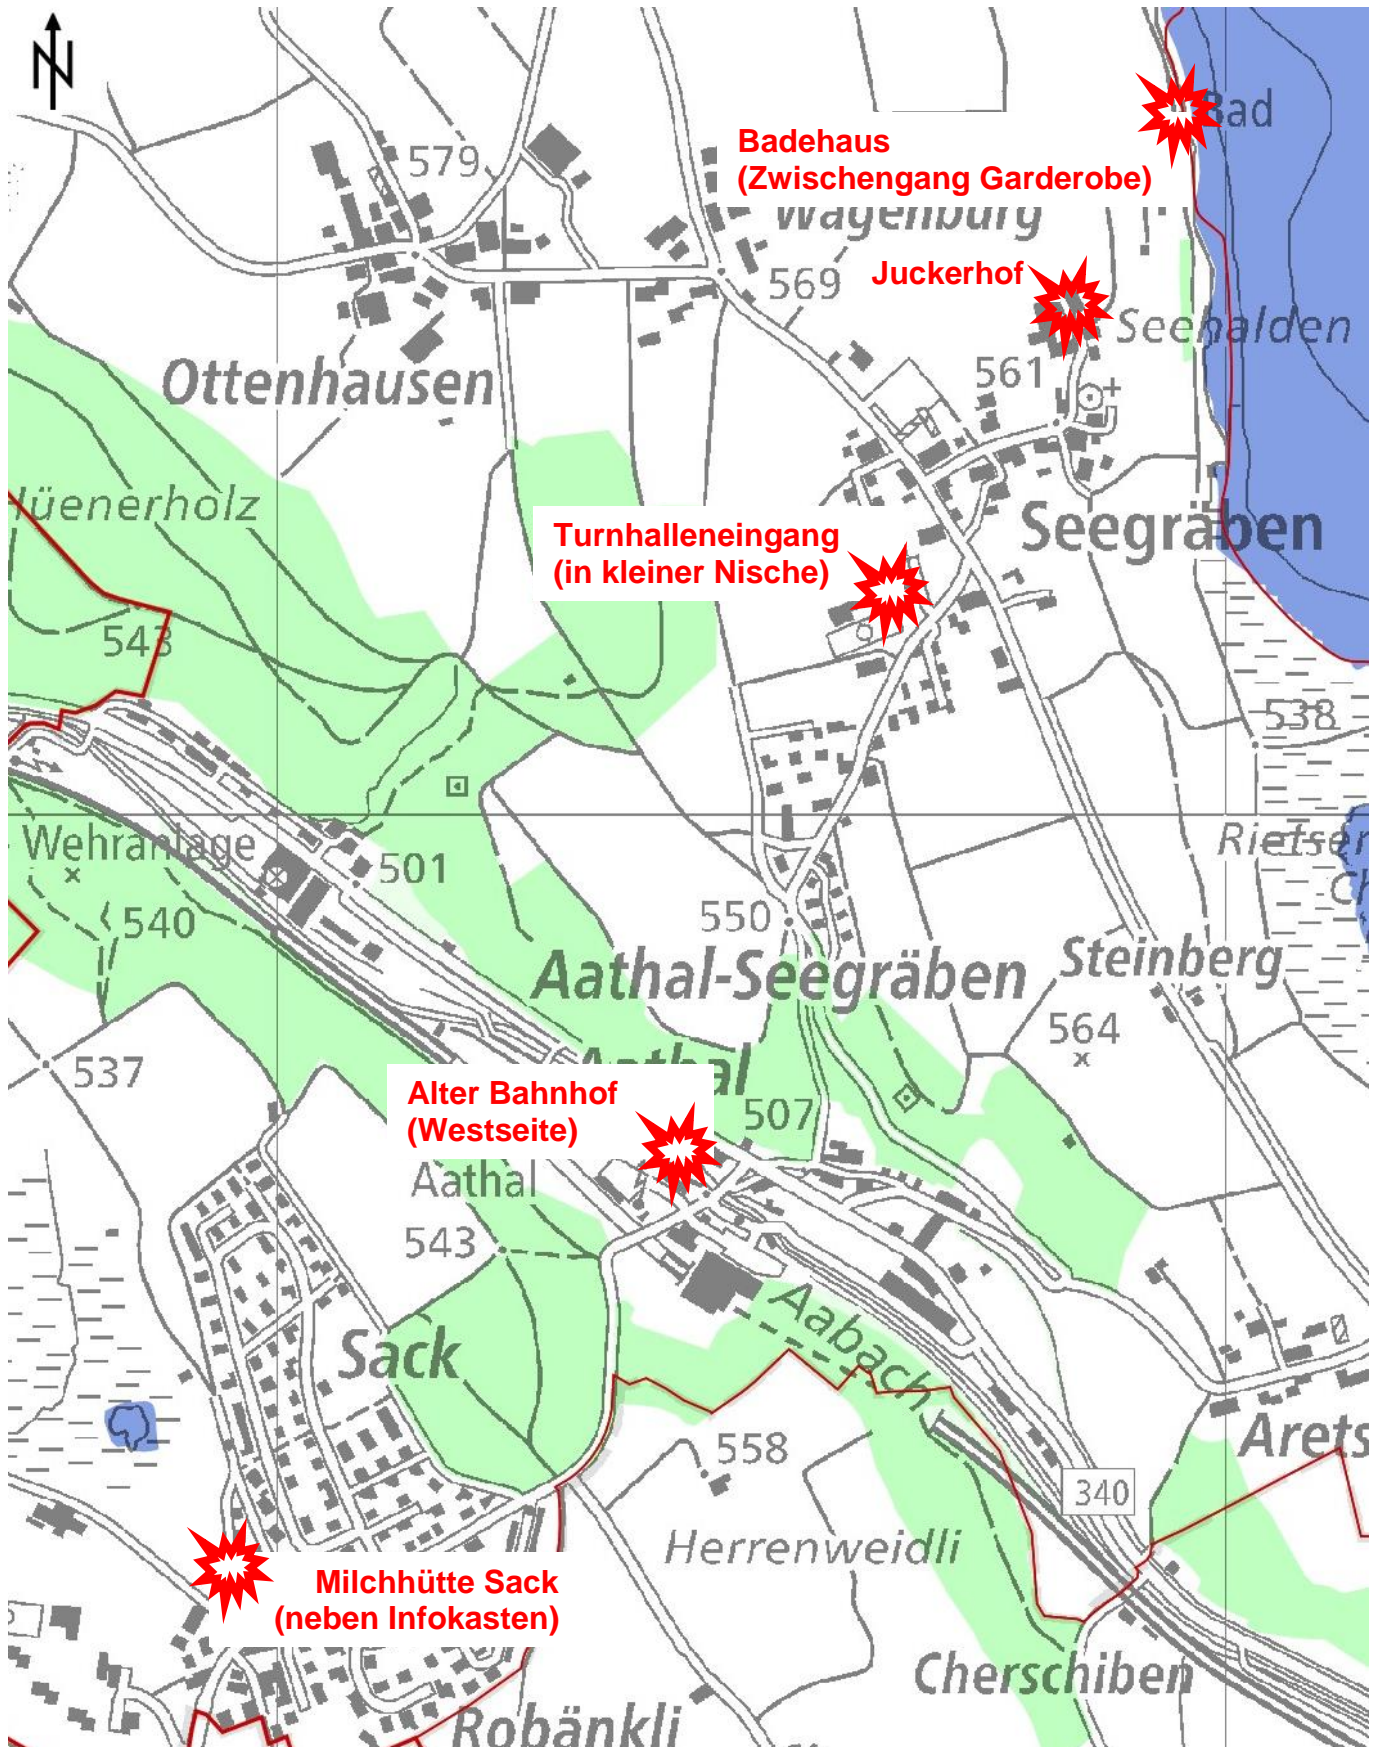 N
Bad
Badehaus
(Zwischengang Garderobe)
579
Wagenburg
Juckerhof
569
Seehalden
561
Ottenhausen
Hüenerholz
Seegräben
Turnhalleneingang
(in kleiner Nische)
543
538
Wehranlage
501
540
550
Aathal-Seegräben
Steinberg
564
537
Aathal
Alter Bahnhof
(Westseite)
507
Aathal
543
Aabach
Sack
558
340
Herrenweidli
Milchhütte Sack
(neben Infokasten)
Cherschiben
Robänkli